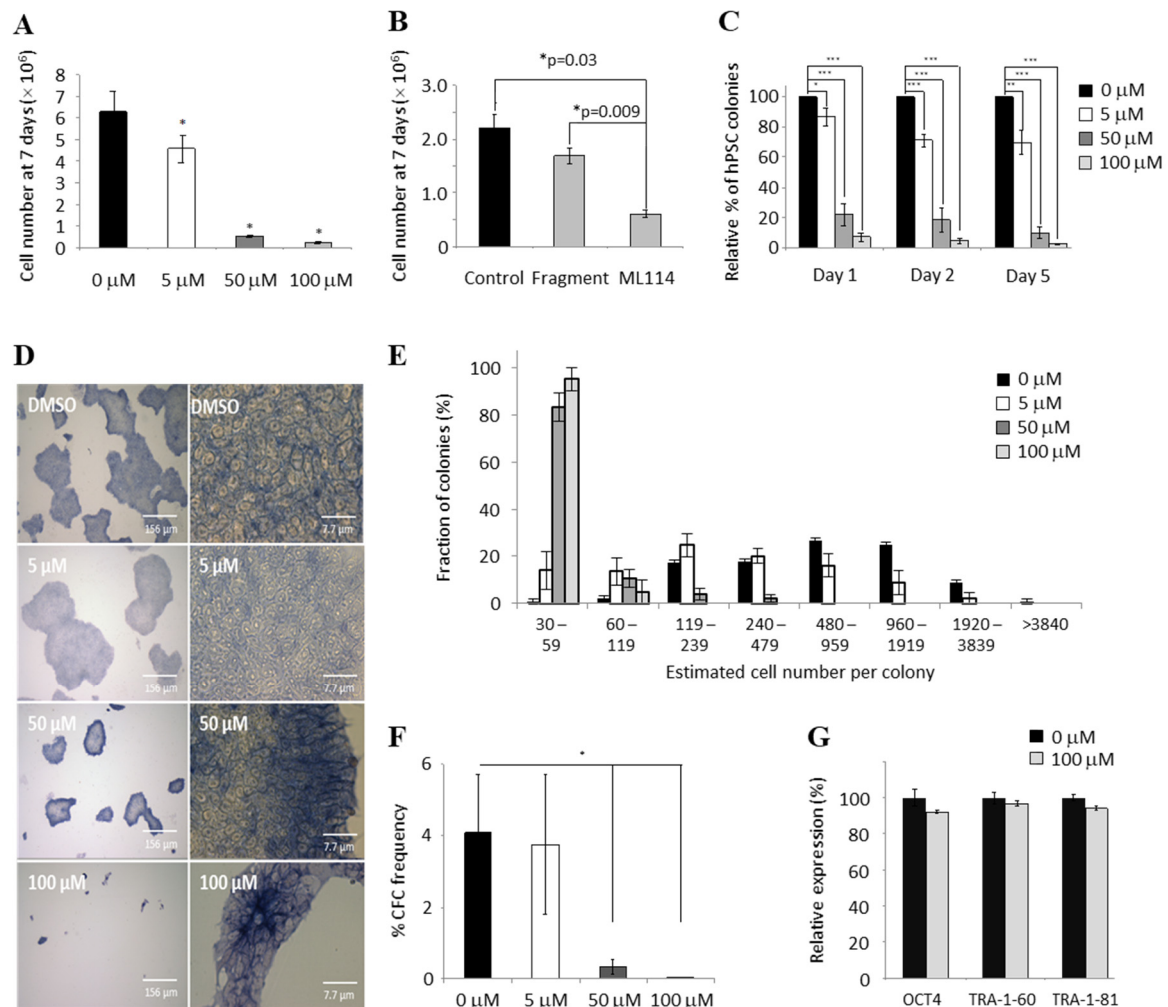 A
Cell number at 7 days (× 10⁶)
7
6
5
4
3
2
1
0
*
*
*
0 µM
5 µM
50 µM
100 µM
B
Cell number at 7 days (× 10⁶)
3.0
2.0
1.0
0
*p=0.03
*p=0.009
Control
Fragment
ML114
C
Relative % of hPSC colonies
100
80
60
40
20
0
***
***
*
***
***
***
***
***
**
Day 1
Day 2
Day 5
0 µM
5 µM
50 µM
100 µM
D
DMSO
156 µm
DMSO
7.7 µm
5 µM
156 µm
5 µM
7.7 µm
50 µM
156 µm
50 µM
7.7 µm
100 µM
156 µm
100 µM
7.7 µm
E
Fraction of colonies (%)
100
80
60
40
20
0
0 µM
5 µM
50 µM
100 µM
30 –
59
60 –
119
119 –
239
240 –
479
480 –
959
960 –
1919
1920 –
3839
>3840
Estimated cell number per colony
F
% CFC frequency
6
4
2
0
*
0 µM
5 µM
50 µM
100 µM
G
0 µM
100 µM
Relative expression (%)
100
80
60
40
20
0
OCT4
TRA-1-60
TRA-1-81